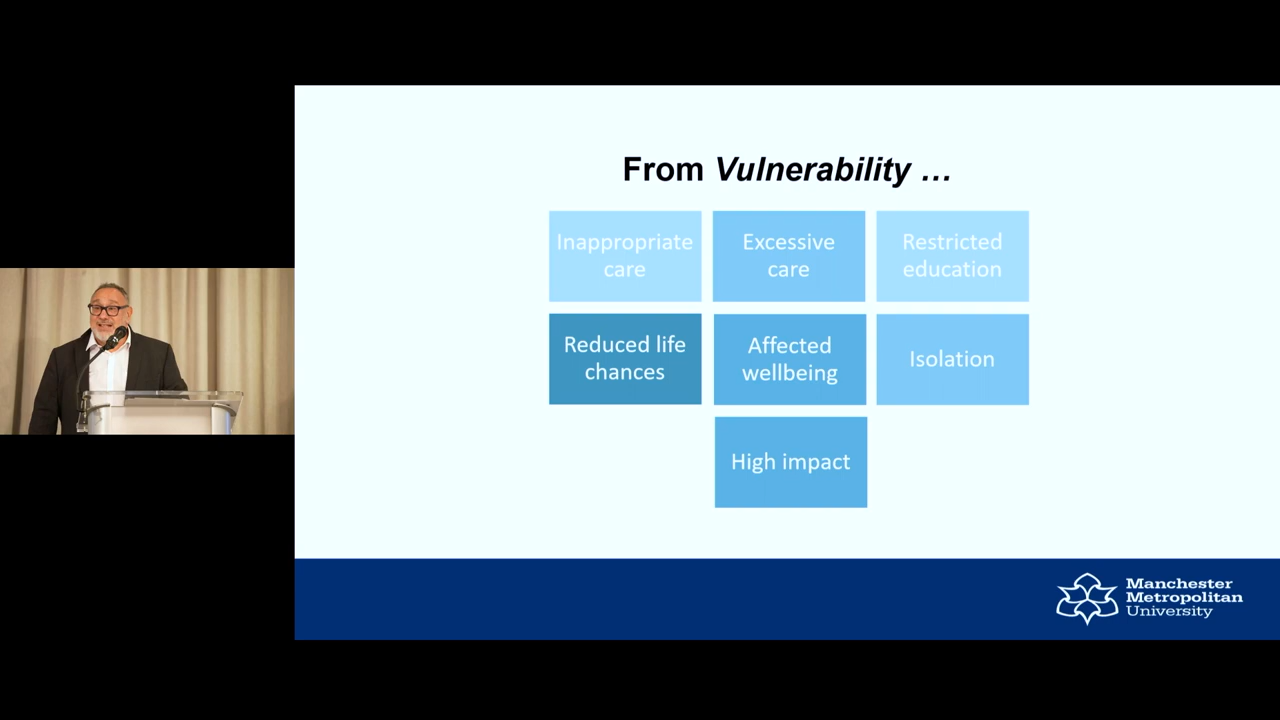 From Vulnerability …
Inappropriate
care
Excessive
care
Restricted
education
Reduced life
chances
Affected
wellbeing
Isolation
High impact
Manchester
Metropolitan
University